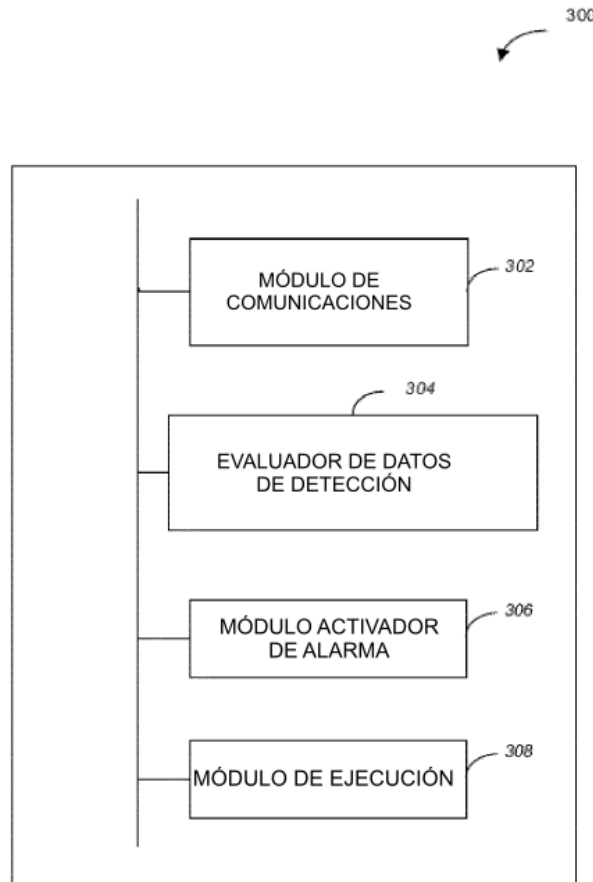 300
MÓDULO DE
COMUNICACIONES
302
304
EVALUADOR DE DATOS
DE DETECCIÓN
MÓDULO ACTIVADOR
DE ALARMA
306
MÓDULO DE EJECUCIÓN
308